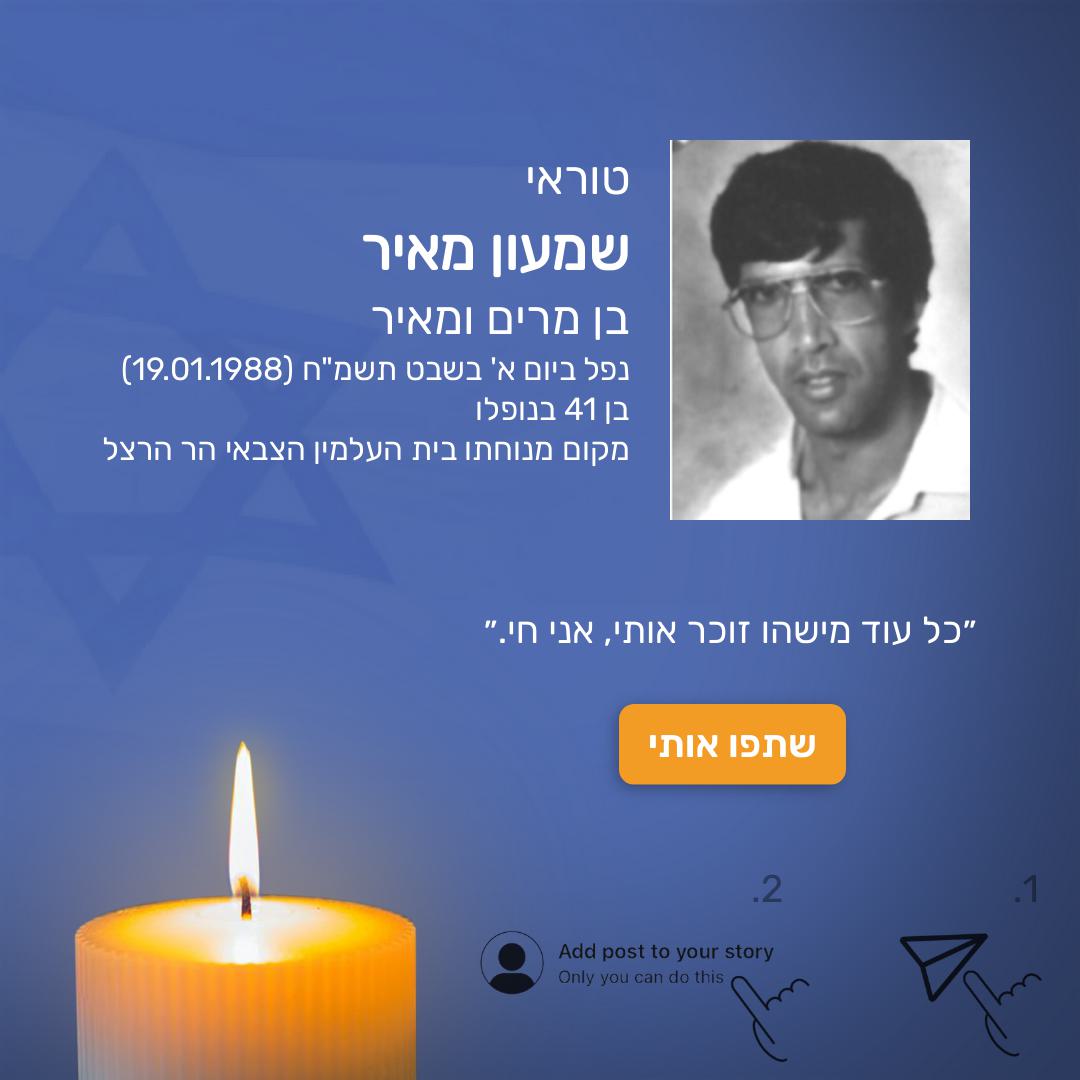 טוראי
שמעון מאיר
בן מרים ומאיר
נפל ביום א' בשבט תשמ"ח (19.01.1988)
בן 41 בנופלו
מקום מנוחתו בית העלמין הצבאי הר הרצל
״כל עוד מישהו זוכר אותי, אני חי.״
שתפו אותי
.1
.2
Add post to your story
Only you can do this